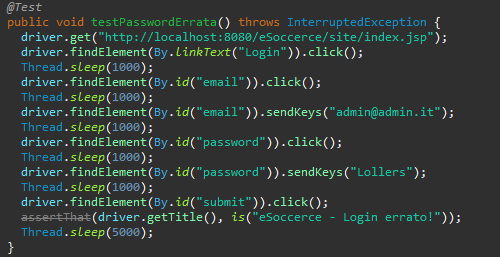 @Test
public void testPasswordErrata() throws InterruptedException {
driver.get("http://localhost:8080/eSoccerce/site/index.jsp");
driver.findElement(By.linkText("Login")).click();
Thread.sleep(1000);
driver.findElement(By.id("email")).click();
Thread.sleep(1000);
driver.findElement(By.id("email")).sendKeys("admin@admin.it");
Thread.sleep(1000);
driver.findElement(By.id("password")).click();
Thread.sleep(1000);
driver.findElement(By.id("password")).sendKeys("Lollers");
Thread.sleep(1000);
driver.findElement(By.id("submit")).click();
assertThat(driver.getTitle(), is("eSoccerce - Login errato!"));
Thread.sleep(5000);
}